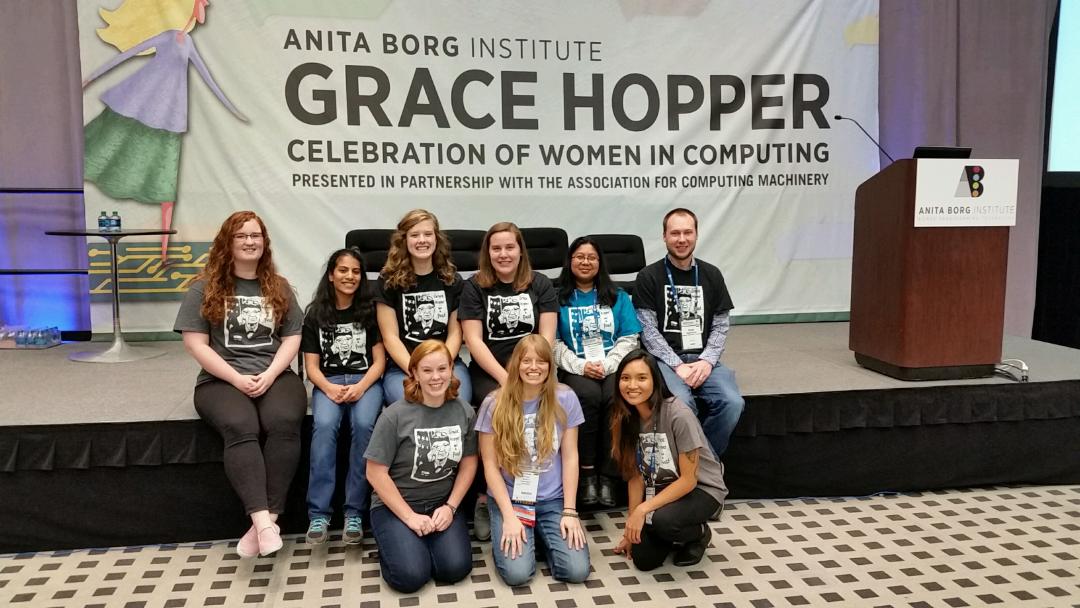 ANITA BORG INSTITUTE
GRACE HOPPER
CELEBRATION OF WOMEN IN COMPUTING
PRESENTED IN PARTNERSHIP WITH THE ASSOCIATION FOR COMPUTING MACHINERY
AB
ANITA BORG INSTITUTE